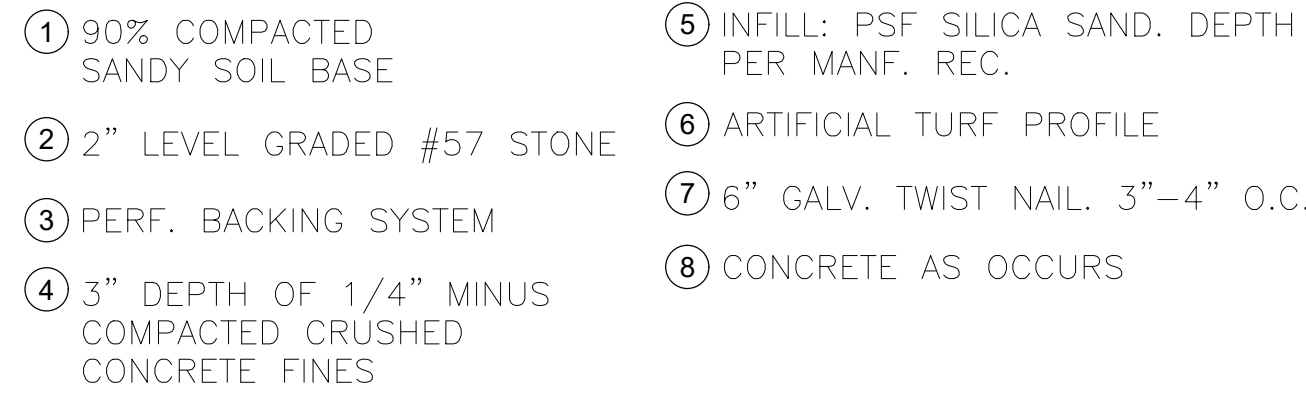 1 90% COMPACTED
SANDY SOIL BASE
2 2” LEVEL GRADED #57 STONE
3 PERF. BACKING SYSTEM
4 3” DEPTH OF 1/4” MINUS
COMPACTED CRUSHED
CONCRETE FINES
5 INFILL: PSF SILICA SAND. DEPTH
PER MANF. REC.
6 ARTIFICIAL TURF PROFILE
7 6” GALV. TWIST NAIL. 3”–4” O.C.
8 CONCRETE AS OCCURS